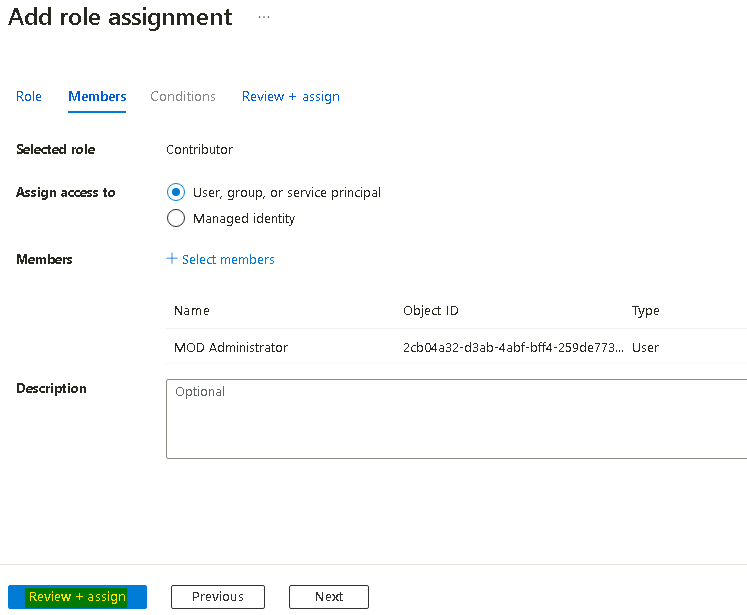 Add role assignment ...
Role Members Conditions Review + assign
Selected role Contributor
Assign access to User, group, or service principal
Managed identity
Members + Select members
Name Object ID Type
MOD Administrator 2cb04a32-d3ab-4abf-bff4-259de773... User
Description Optional
Review + assign Previous Next